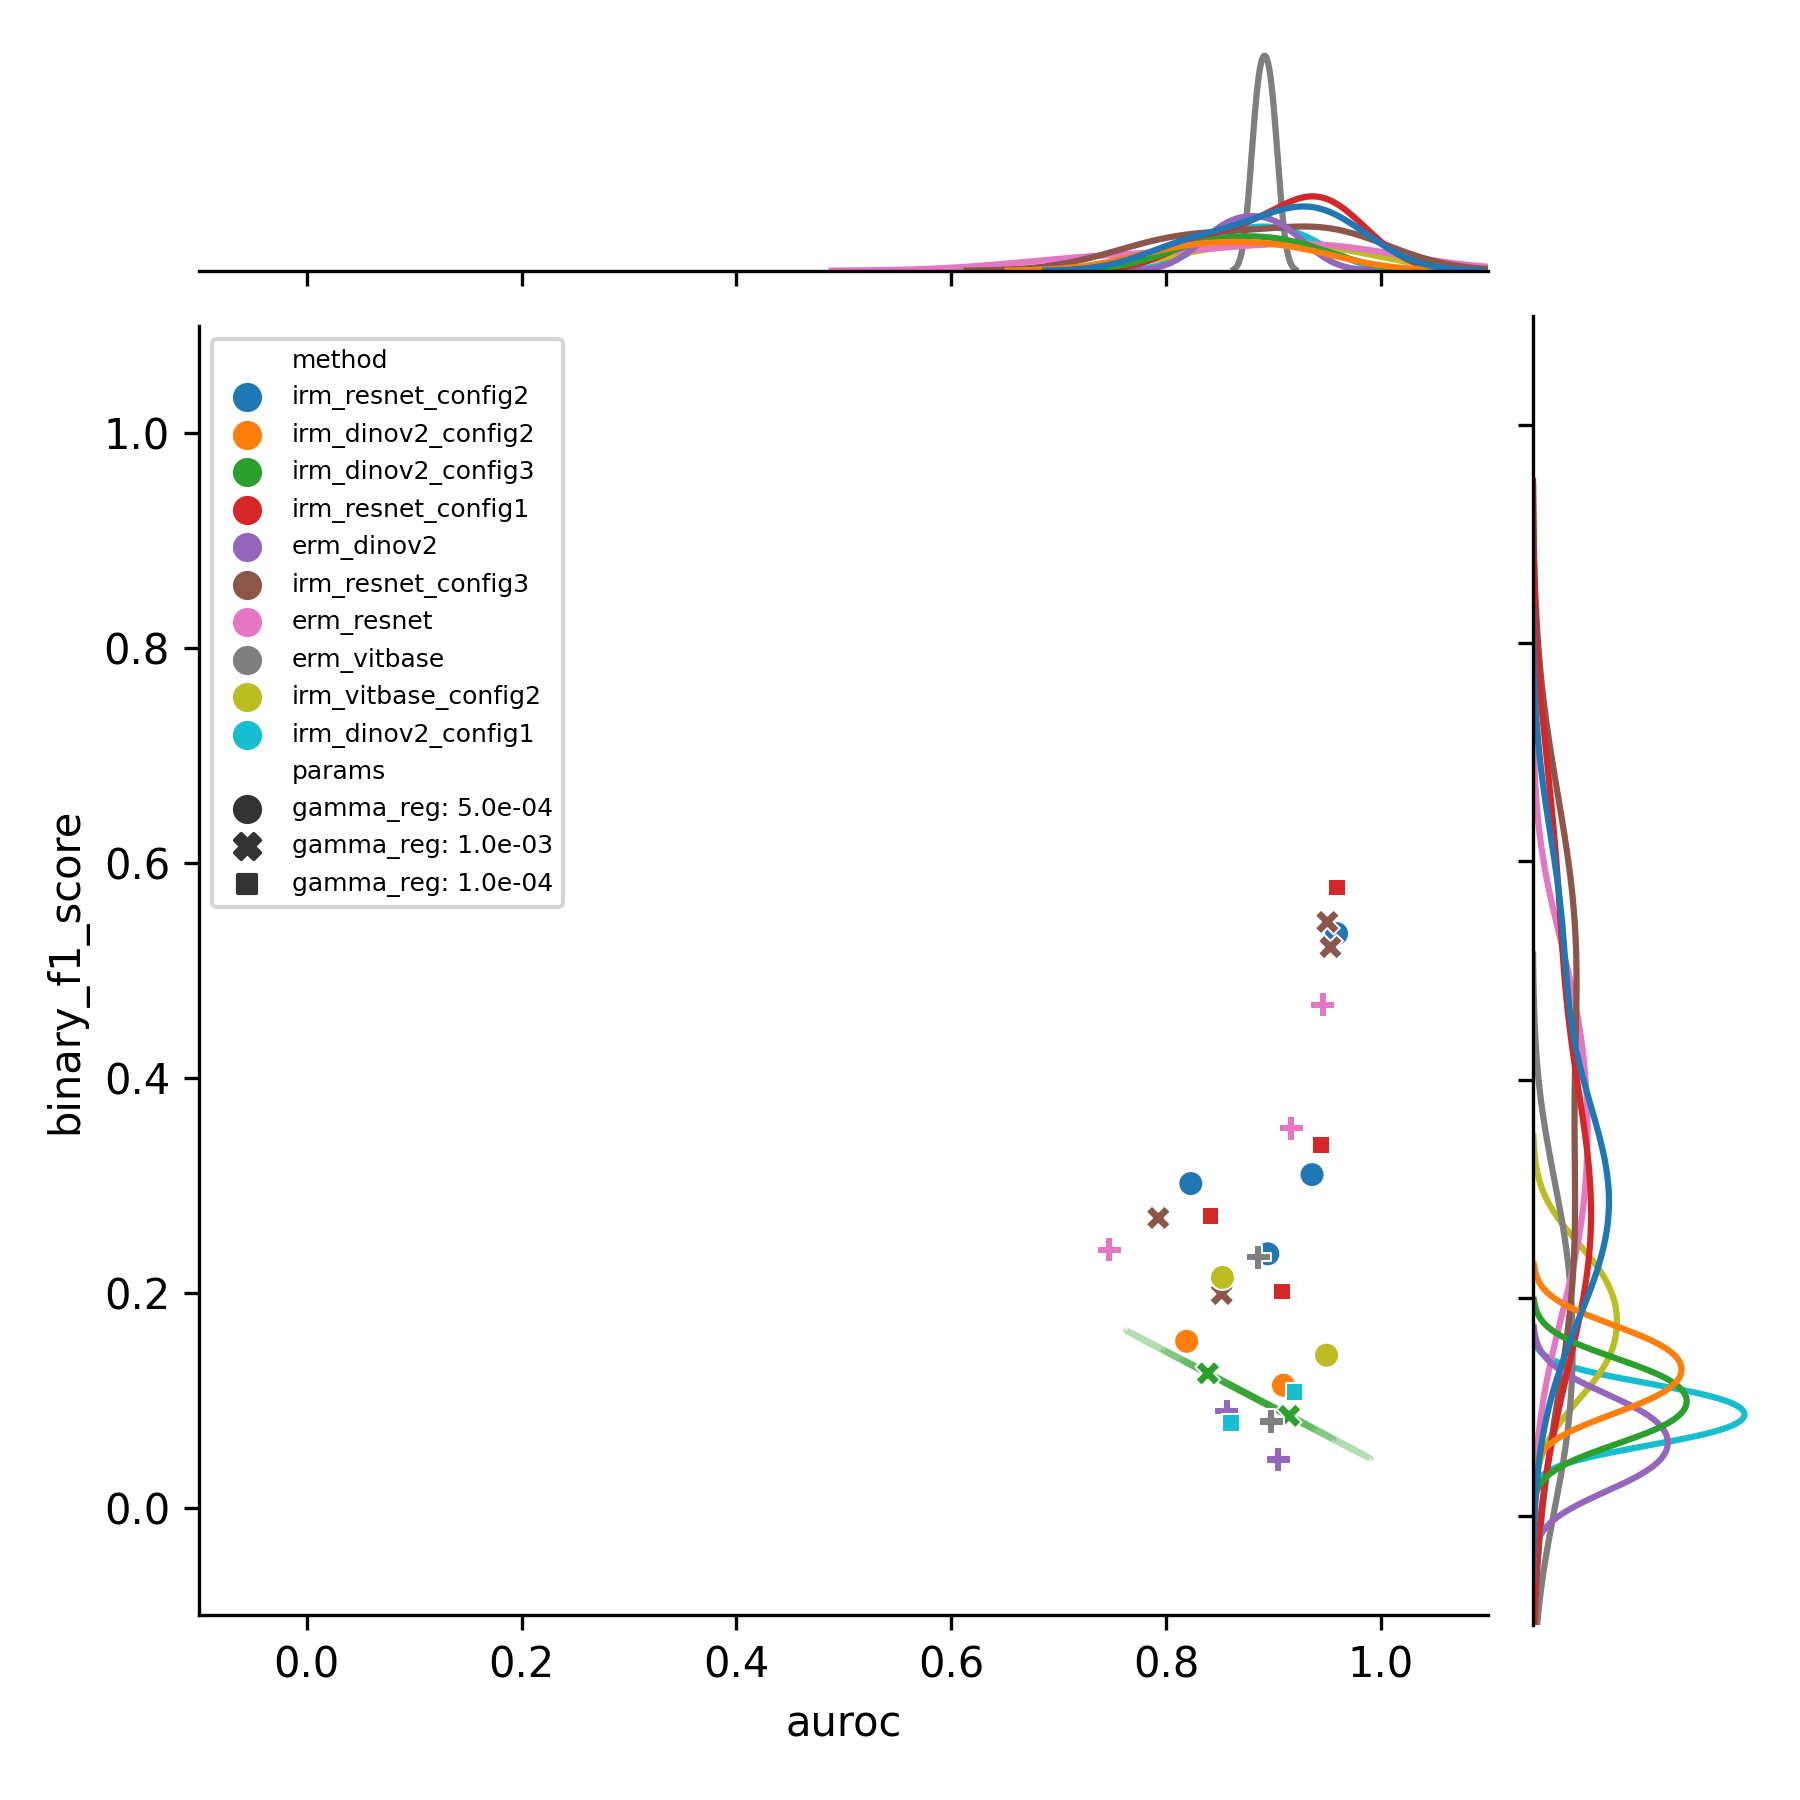 method
irm_resnet_config2
irm_dinov2_config2
irm_dinov2_config3
irm_resnet_config1
erm_dinov2
irm_resnet_config3
erm_resnet
erm_vitbase
irm_vitbase_config2
irm_dinov2_config1
params
gamma_reg: 5.0e-04
gamma_reg: 1.0e-03
gamma_reg: 1.0e-04
binary_f1_score
1.0
0.8
0.6
0.4
0.2
0.0
0.0 0.2 0.4 0.6 0.8 1.0
auroc